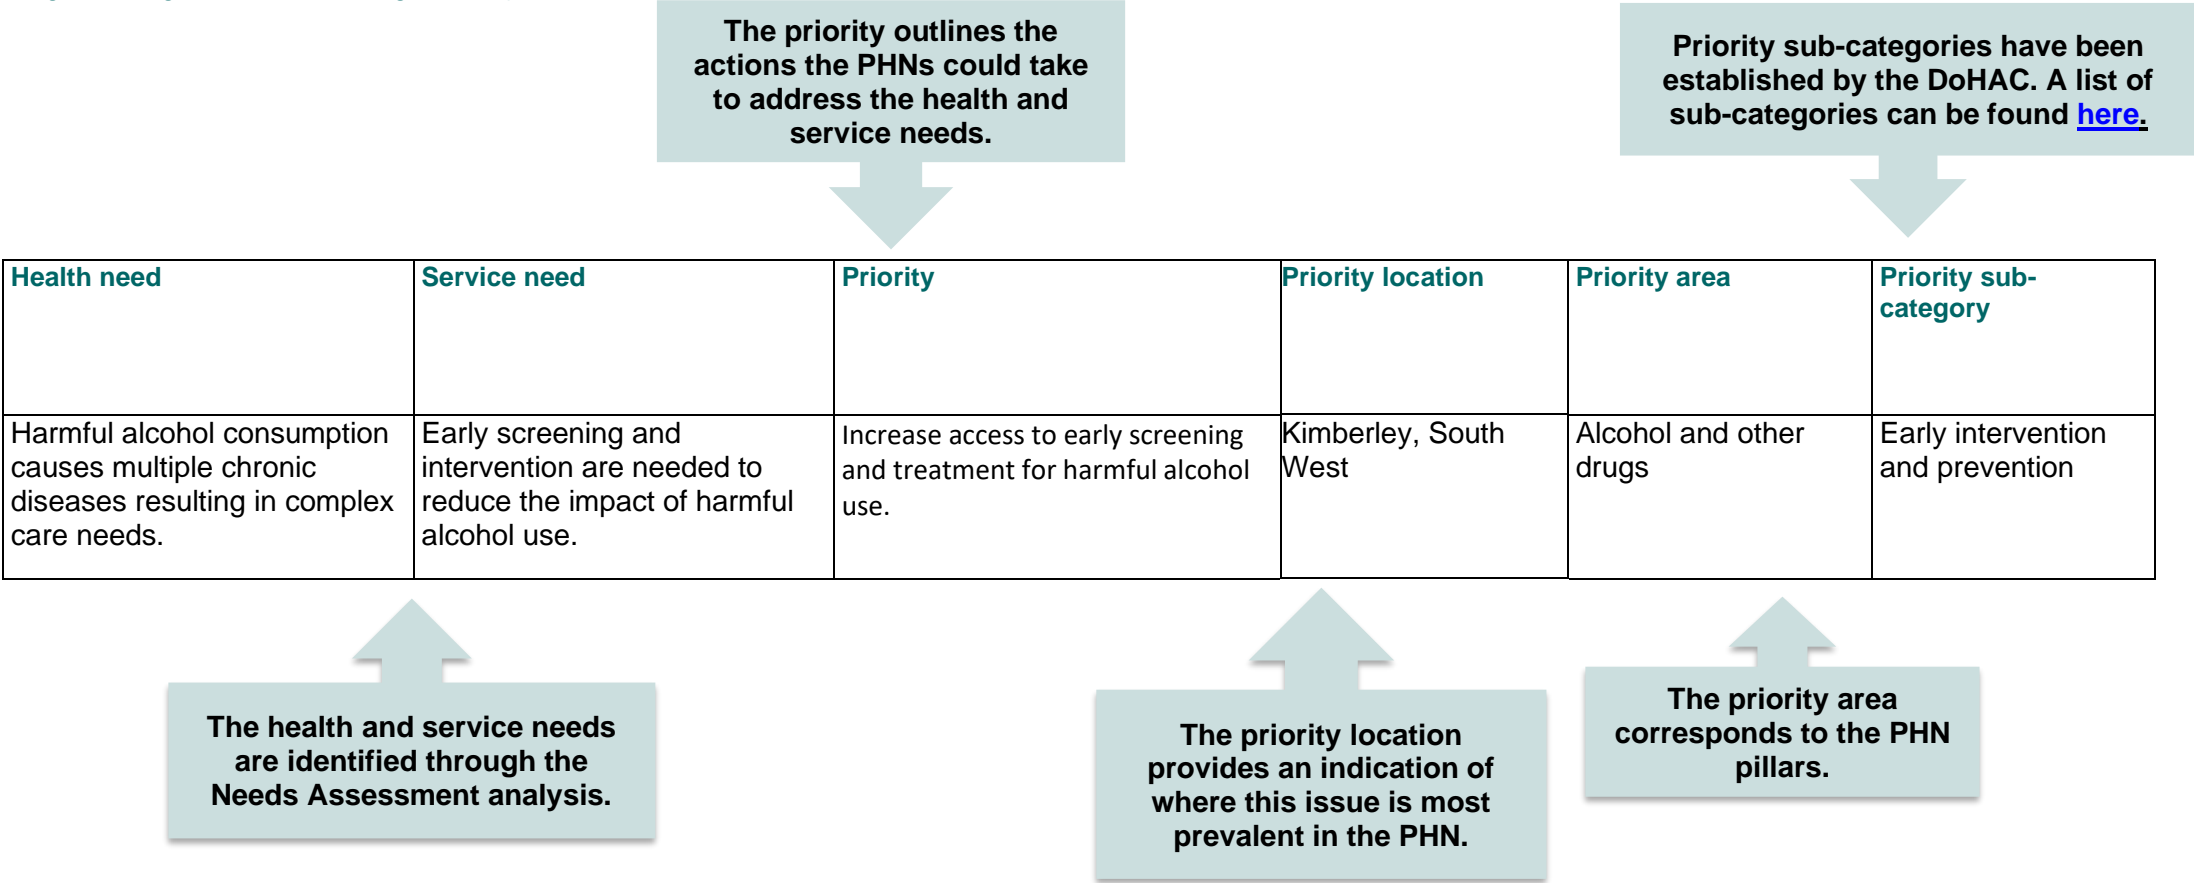 The priority outlines the
actions the PHNs could take
to address the health and
service needs.
Priority sub-categories have been
established by the DoHAC. A list of
sub-categories can be found here.
Health need
Service need
Priority
Priority location
Priority area
Priority sub-
category
Harmful alcohol consumption
causes multiple chronic
diseases resulting in complex
care needs.
Early screening and
intervention are needed to
reduce the impact of harmful
alcohol use.
Increase access to early screening
and treatment for harmful alcohol
use.
Kimberley, South
West
Alcohol and other
drugs
Early intervention
and prevention
The health and service needs
are identified through the
Needs Assessment analysis.
The priority location
provides an indication of
where this issue is most
prevalent in the PHN.
The priority area
corresponds to the PHN
pillars.